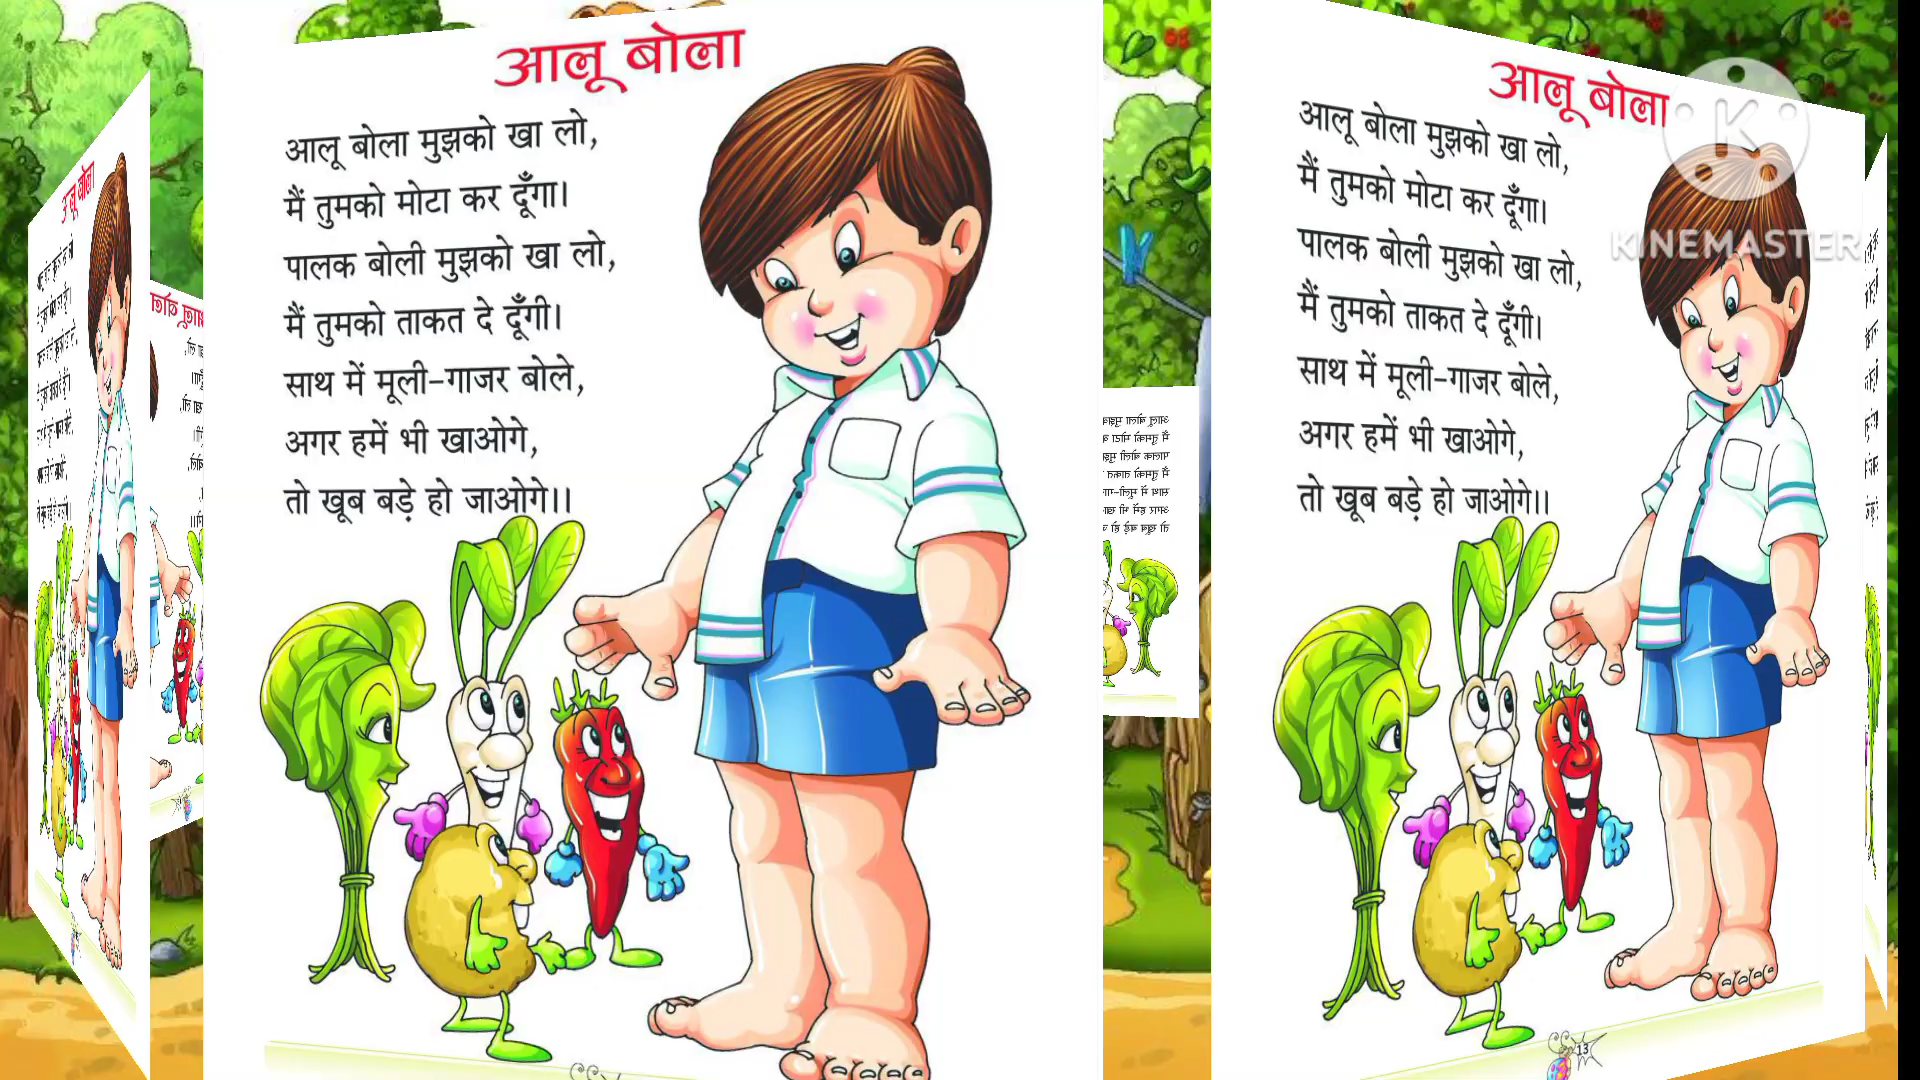 आलू बोला
आलू बोला मुझको खा लो,
मैं तुमको मोटा कर दूँगा।
पालक बोली मुझको खा लो,
मैं तुमको ताकत दे दूँगी।
साथ में मूली-गाजर बोले,
अगर हमें भी खाओगे,
तो खूब बड़े हो जाओगे।।
आलू बोला
आलू बोला मुझको खा लो,
मैं तुमको मोटा कर दूँगा।
पालक बोली मुझको खा लो,
मैं तुमको ताकत दे दूँगी।
साथ में मूली-गाजर बोले,
अगर हमें भी खाओगे,
तो खूब बड़े हो जाओगे।।
13
K
KINEMASTER